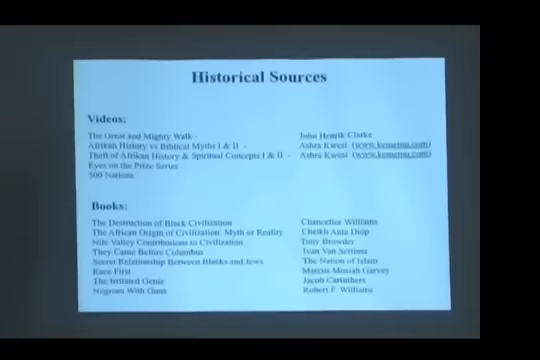 Historical Sources
Videos:
The Great and Mighty Walk - John Henrik Clarke
Afrikan History vs Biblical Myths I & II - Ashra Kwesi (www.kemetnu.com)
Theft of Afrikan History & Spiritual Concepts I & II - Ashra Kwesi (www.kemetnu.com)
Eyes on the Prize Series
500 Nations
Books:
The Destruction of Black Civilization Chancellor Williams
The African Origin of Civilization: Myth or Reality Cheikh Anta Diop
Nile Valley Contributions to Civilization Tony Browder
They Came Before Columbus Ivan Van Sertima
Secret Relationship Between Blacks and Jews The Nation of Islam
Race First Marcus Mosiah Garvey
The Irritated Genie Jacob Carruthers
Negroes With Guns Robert F. Williams